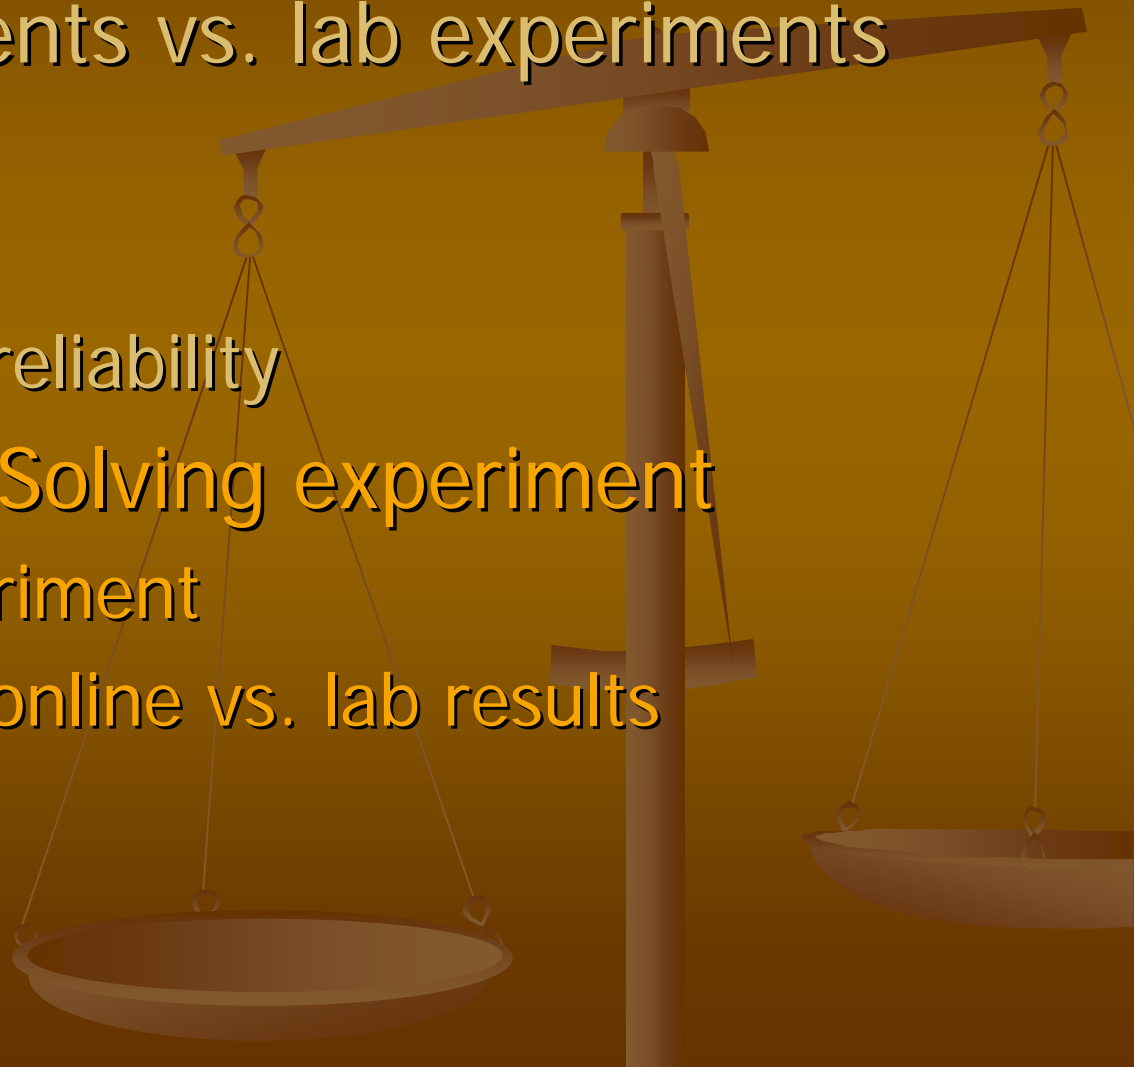 ents vs. lab experiments
reliability
Solving experiment
riment
online vs. lab results